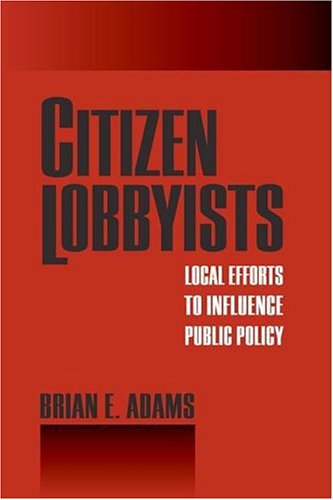 CITIZEN
LOBBYISTS
LOCAL EFFORTS
TO INFLUENCE
PUBLIC POLICY
BRIAN E. ADAMS